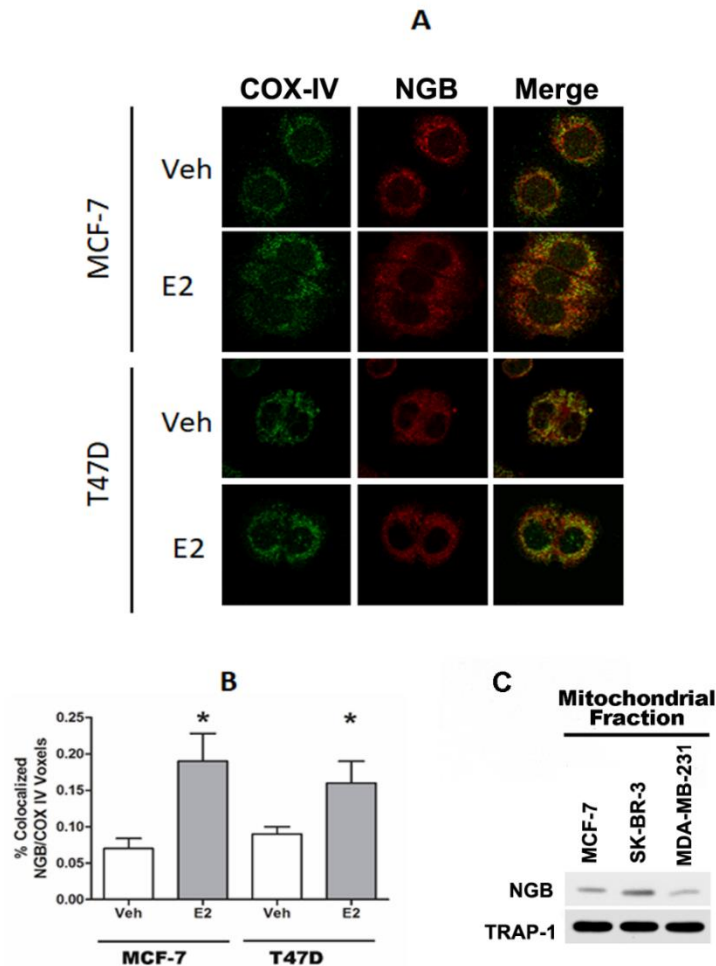 A
COX-IV NGB Merge
MCF-7
Veh
E2
T47D
Veh
E2
B
% Colocalized
NGB/COX IV Voxels
0.25
0.20
0.15
0.10
0.05
0.00
* *
Veh E2 Veh E2
MCF-7 T47D
C
Mitochondrial
Fraction
MCF-7
SK-BR-3
MDA-MB-231
NGB
TRAP-1